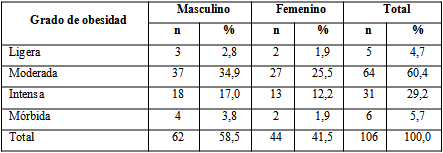 Grado de obesidad Masculino Femenino Total
n % n % n %
Ligera 3 2,8 2 1,9 5 4,7
Moderada 37 34,9 27 25,5 64 60,4
Intensa 18 17,0 13 12,2 31 29,2
Mórbida 4 3,8 2 1,9 6 5,7
Total 62 58,5 44 41,5 106 100,0